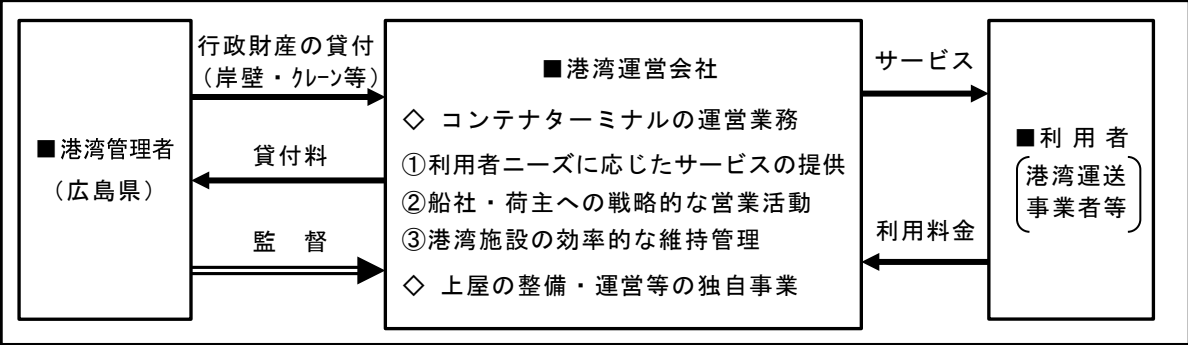 ■港湾管理者
（広島県）
行政財産の貸付
（岸壁・ｸﾚｰﾝ等）
貸付料
監　督
■港湾運営会社
◇ コンテナターミナルの運営業務
①利用者ニーズに応じたサービスの提供
②船社・荷主への戦略的な営業活動
③港湾施設の効率的な維持管理
◇ 上屋の整備・運営等の独自事業
サービス
利用料金
■利 用 者
港湾運送
事業者等